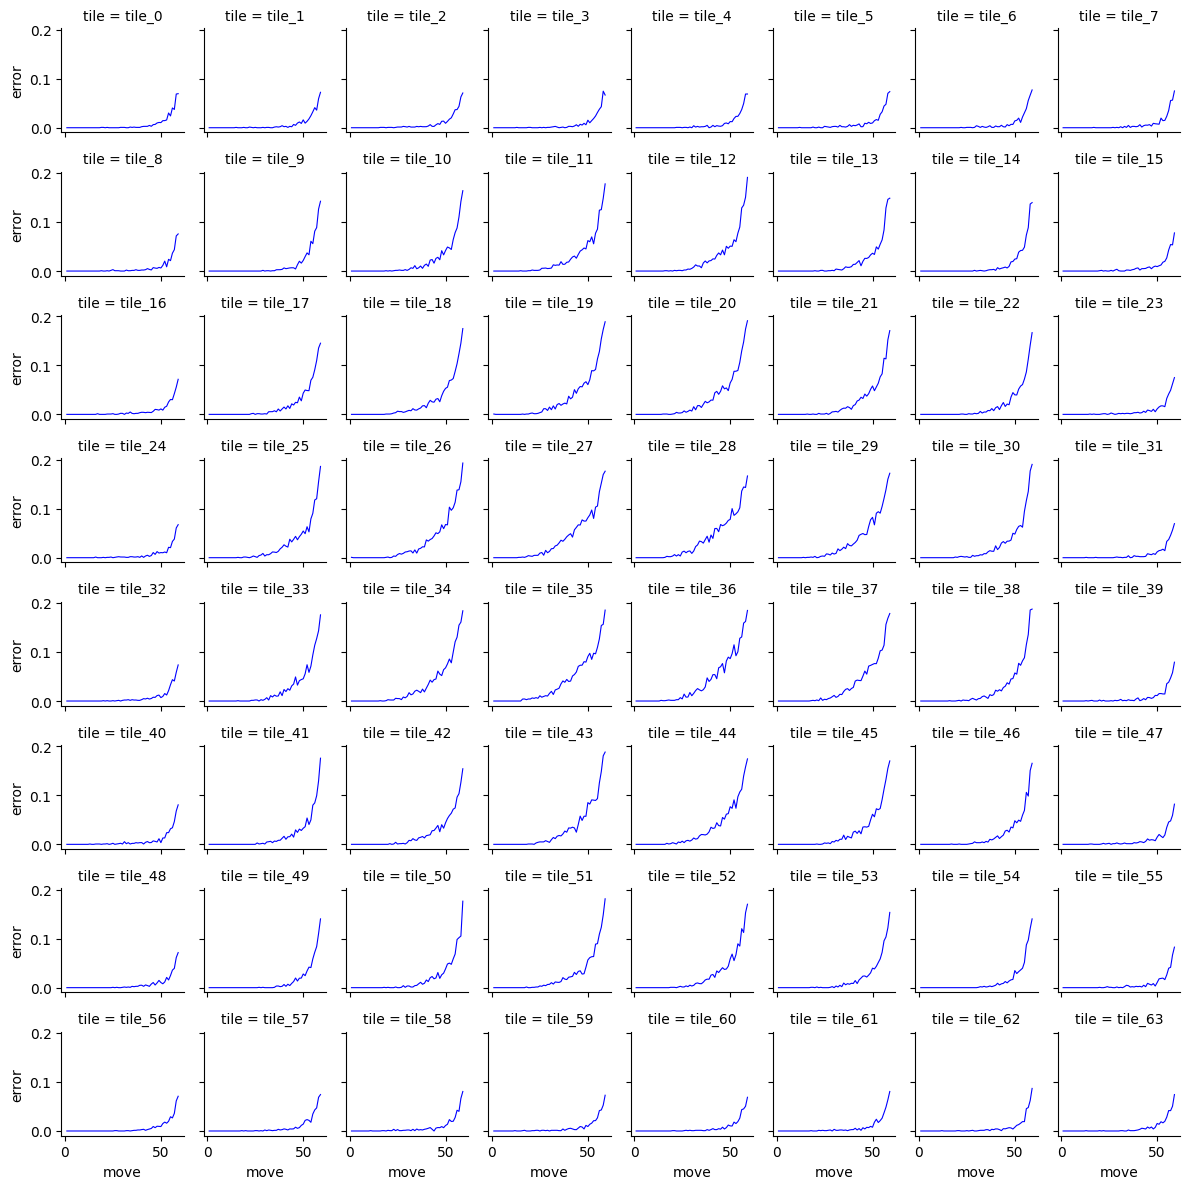 tile = tile_0 tile = tile_1 tile = tile_2 tile = tile_3 tile = tile_4 tile = tile_5 tile = tile_6 tile = tile_7
0.2
error
0.1
0.0
tile = tile_8 tile = tile_9 tile = tile_10 tile = tile_11 tile = tile_12 tile = tile_13 tile = tile_14 tile = tile_15
0.2
error
0.1
0.0
tile = tile_16 tile = tile_17 tile = tile_18 tile = tile_19 tile = tile_20 tile = tile_21 tile = tile_22 tile = tile_23
0.2
error
0.1
0.0
tile = tile_24 tile = tile_25 tile = tile_26 tile = tile_27 tile = tile_28 tile = tile_29 tile = tile_30 tile = tile_31
0.2
error
0.1
0.0
tile = tile_32 tile = tile_33 tile = tile_34 tile = tile_35 tile = tile_36 tile = tile_37 tile = tile_38 tile = tile_39
0.2
error
0.1
0.0
tile = tile_40 tile = tile_41 tile = tile_42 tile = tile_43 tile = tile_44 tile = tile_45 tile = tile_46 tile = tile_47
0.2
error
0.1
0.0
tile = tile_48 tile = tile_49 tile = tile_50 tile = tile_51 tile = tile_52 tile = tile_53 tile = tile_54 tile = tile_55
0.2
error
0.1
0.0
tile = tile_56 tile = tile_57 tile = tile_58 tile = tile_59 tile = tile_60 tile = tile_61 tile = tile_62 tile = tile_63
0.2
error
0.1
0.0
0 50 0 50 0 50 0 50 0 50 0 50 0 50 0 50
move move move move move move move move